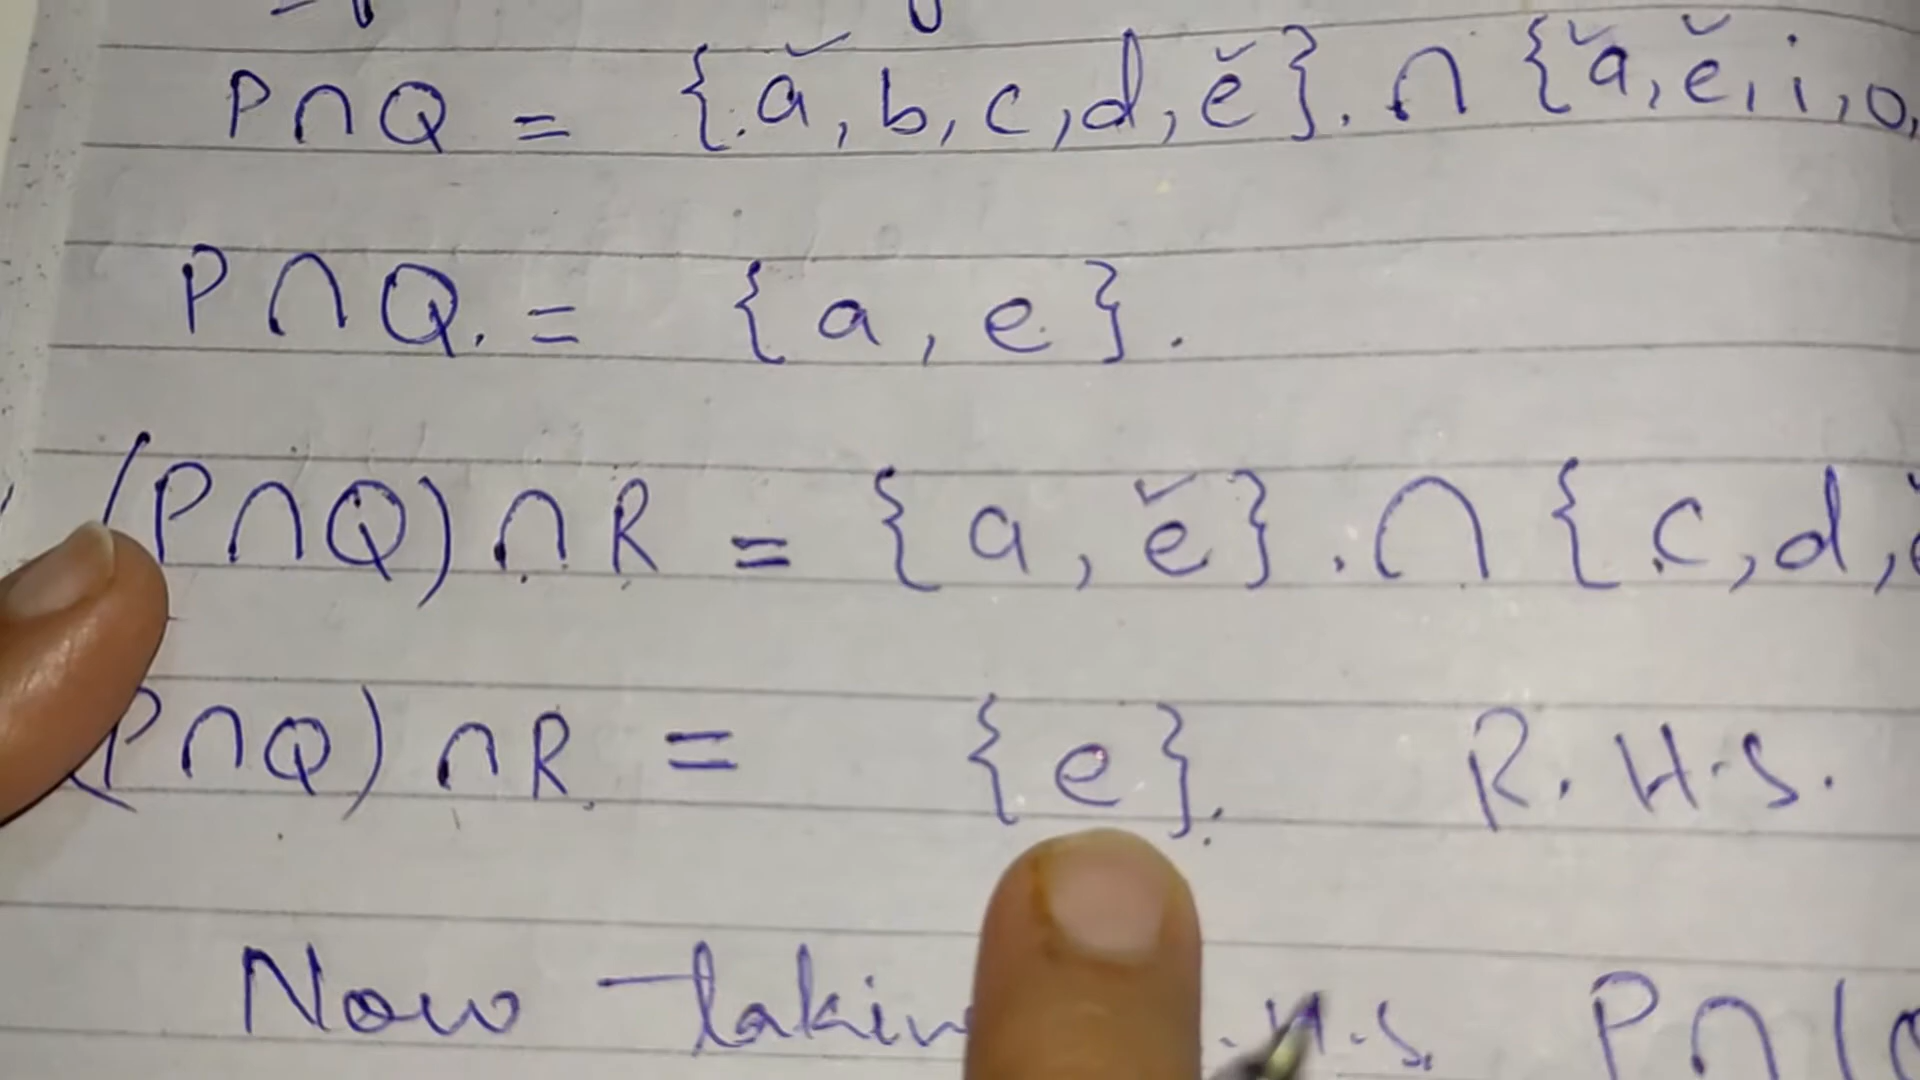 P∩Q = {a, b, c, d, e}. ∩ {a, e, i, o,
P∩Q. = {a, e}.
(P∩Q) ∩ R = {a, e}. ∩ {c, d,
(P∩Q) ∩ R = {e}. R.H.S.
Now .H.S. P∩(